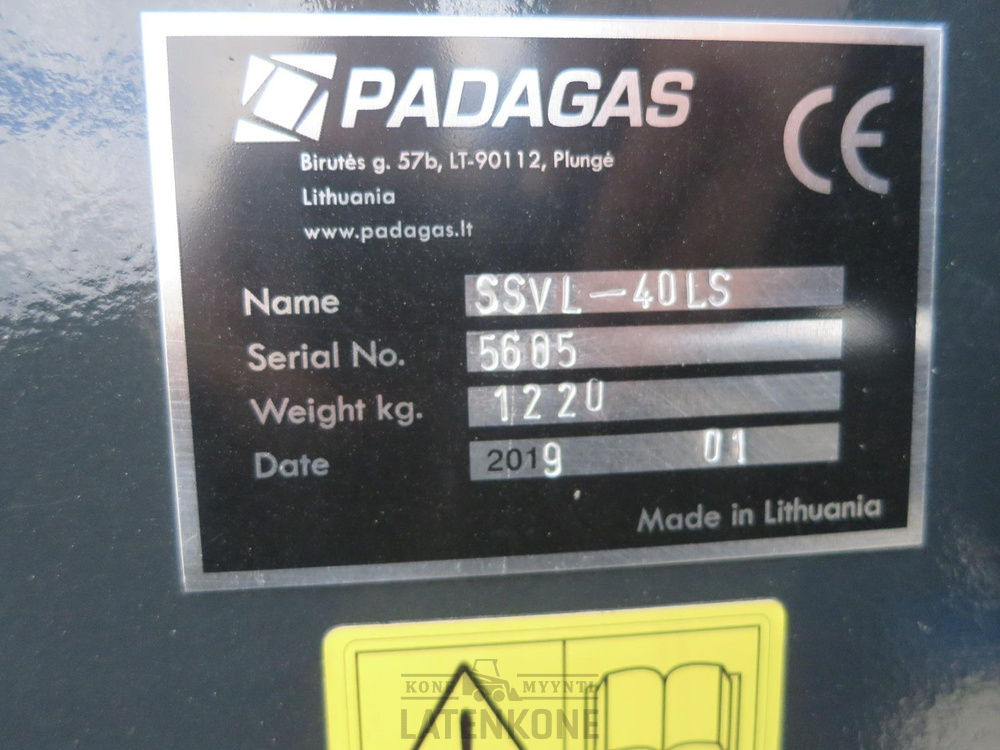 PADAGAS
CE
Birutės g. 57b, LT-90112, Plungė
Lithuania
www.padagas.lt
Name SSVL-40LS
Serial No. 5605
Weight kg. 1220
Date 2019 01
Made in Lithuania
KONE MYYNTI
LATENKONE